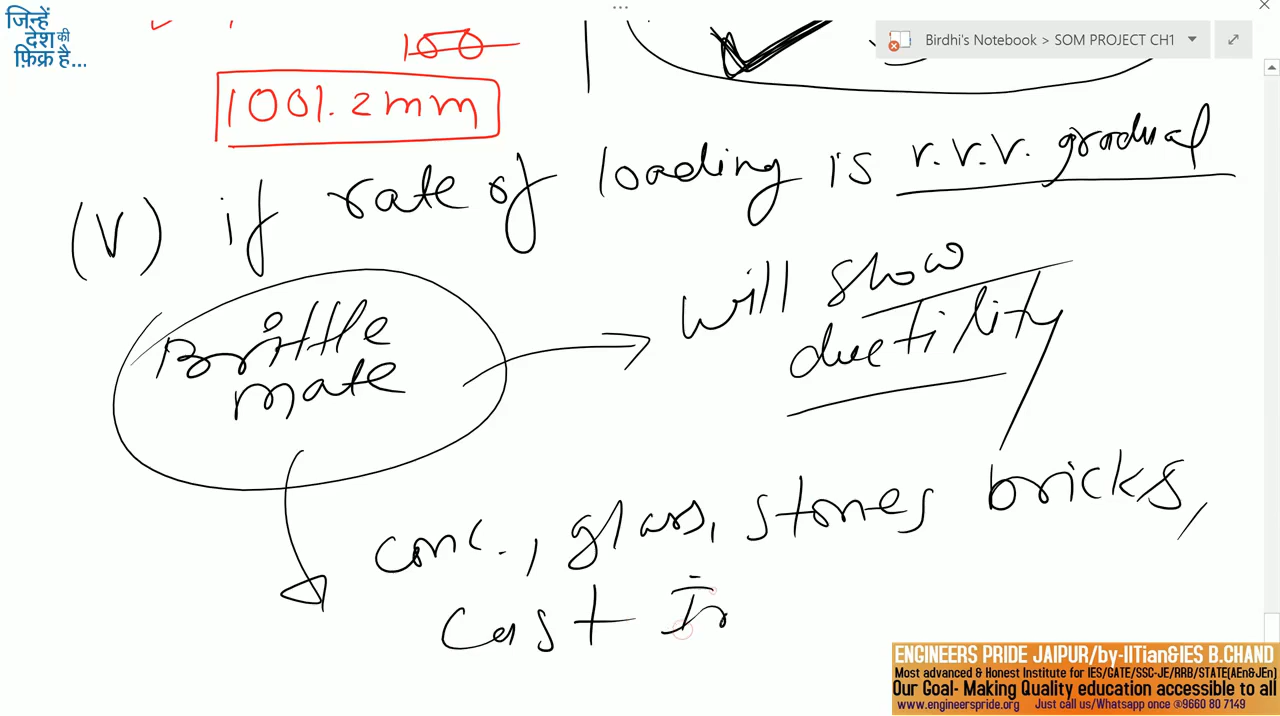 जिन्हें
देश की
फ़िक्र है...
Birdhi's Notebook > SOM PROJECT CH1
100
1001.2mm
(V) if rate of loading is v.v.v. gradual
Brittle
mate
will show
ductility
conc., glass, stones bricks,
cast Ir
ENGINEERS PRIDE JAIPUR/by-IITian&IES B.CHAND
Most advanced & Honest Institute for IES/GATE/SSC-JE/RRB/STATE(AEn&JEn)
Our Goal- Making Quality education accessible to all
www.engineerspride.org Just call us/Whatsapp once @9660 80 7149